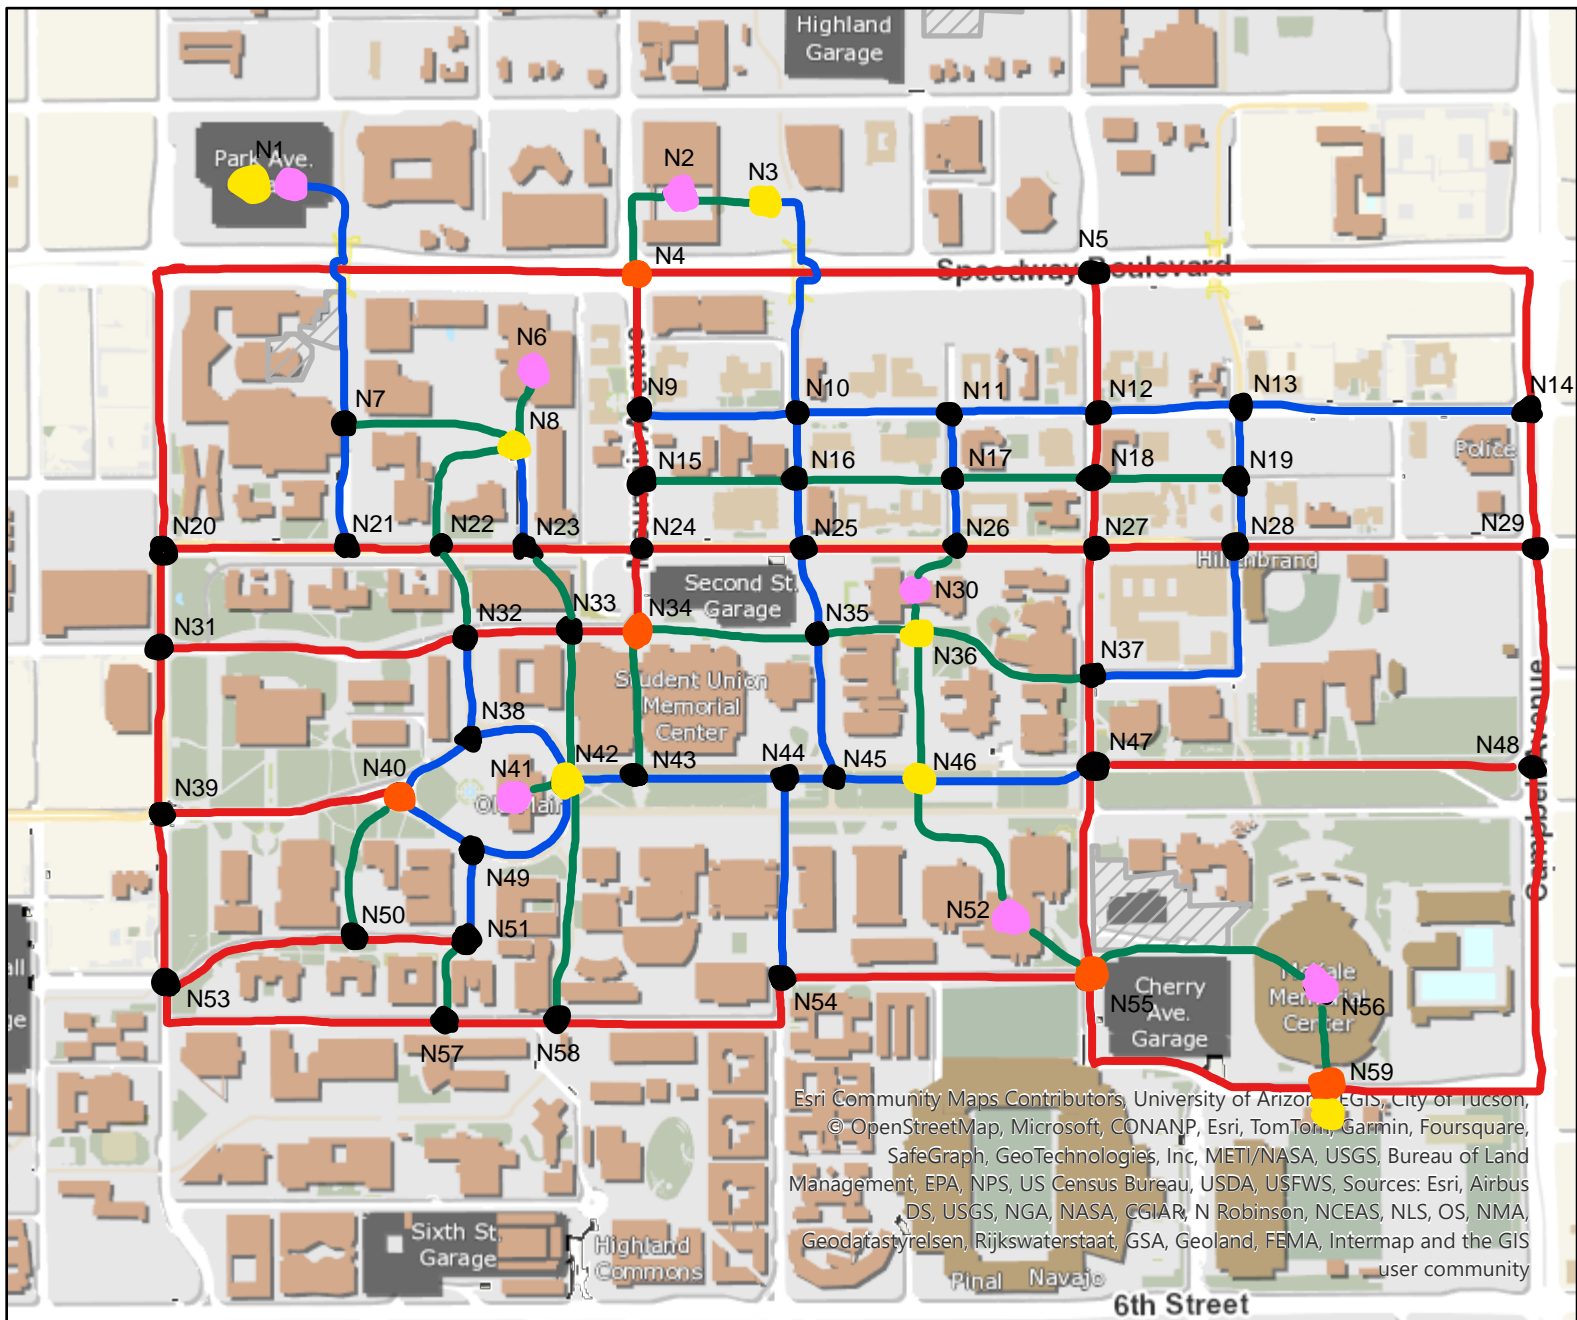 Highland
Garage
Park Ave.
N1
N2
N3
N4
N5
Speedway Boulevard
N6
N7
N8
N9
N10
N11
N12
N13
N14
N15
N16
N17
N18
N19
Police
N20
N21
N22
N23
N24
N25
N26
N27
N28
N29
Second St.
Garage
N30
N31
N32
N33
N34
N35
N36
N37
Student Union
Memorial
Center
N38
N39
N40
N41
N42
N43
N44
N45
N46
N47
N48
Campbell Avenue
N49
N50
N51
N52
N53
N54
N55
Cherry
Ave.
Garage
N56
Center
N57
N58
N59
Esri Community Maps Contributors, University of Arizona, EGIS, City of Tucson,
© OpenStreetMap, Microsoft, CONANP, Esri, TomTom, Garmin, Foursquare,
SafeGraph, GeoTechnologies, Inc, METI/NASA, USGS, Bureau of Land
Management, EPA, NPS, US Census Bureau, USDA, USFWS, Sources: Esri, Airbus
DS, USGS, NGA, NASA, CGIAR, N Robinson, NCEAS, NLS, OS, NMA,
Geodatastyrelsen, Rijkswaterstaat, GSA, Geoland, FEMA, Intermap and the GIS
user community
Sixth St.
Garage
Highland
Commons
Pinal Navajo
6th Street